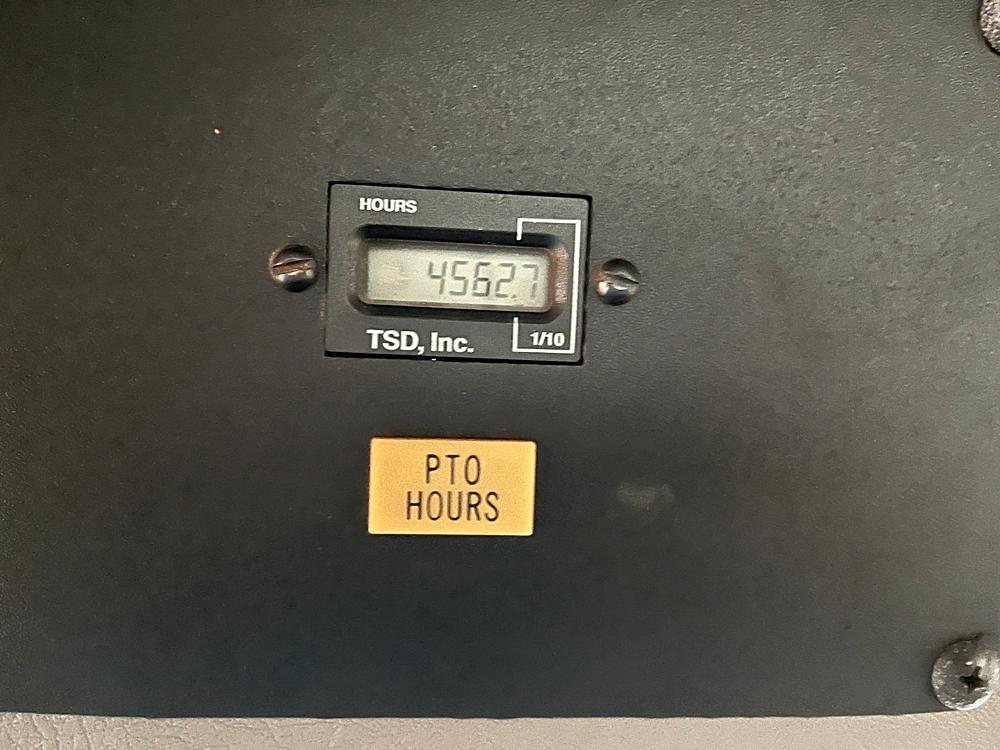 HOURS
4562.7
TSD, Inc.
1/10
PTO
HOURS